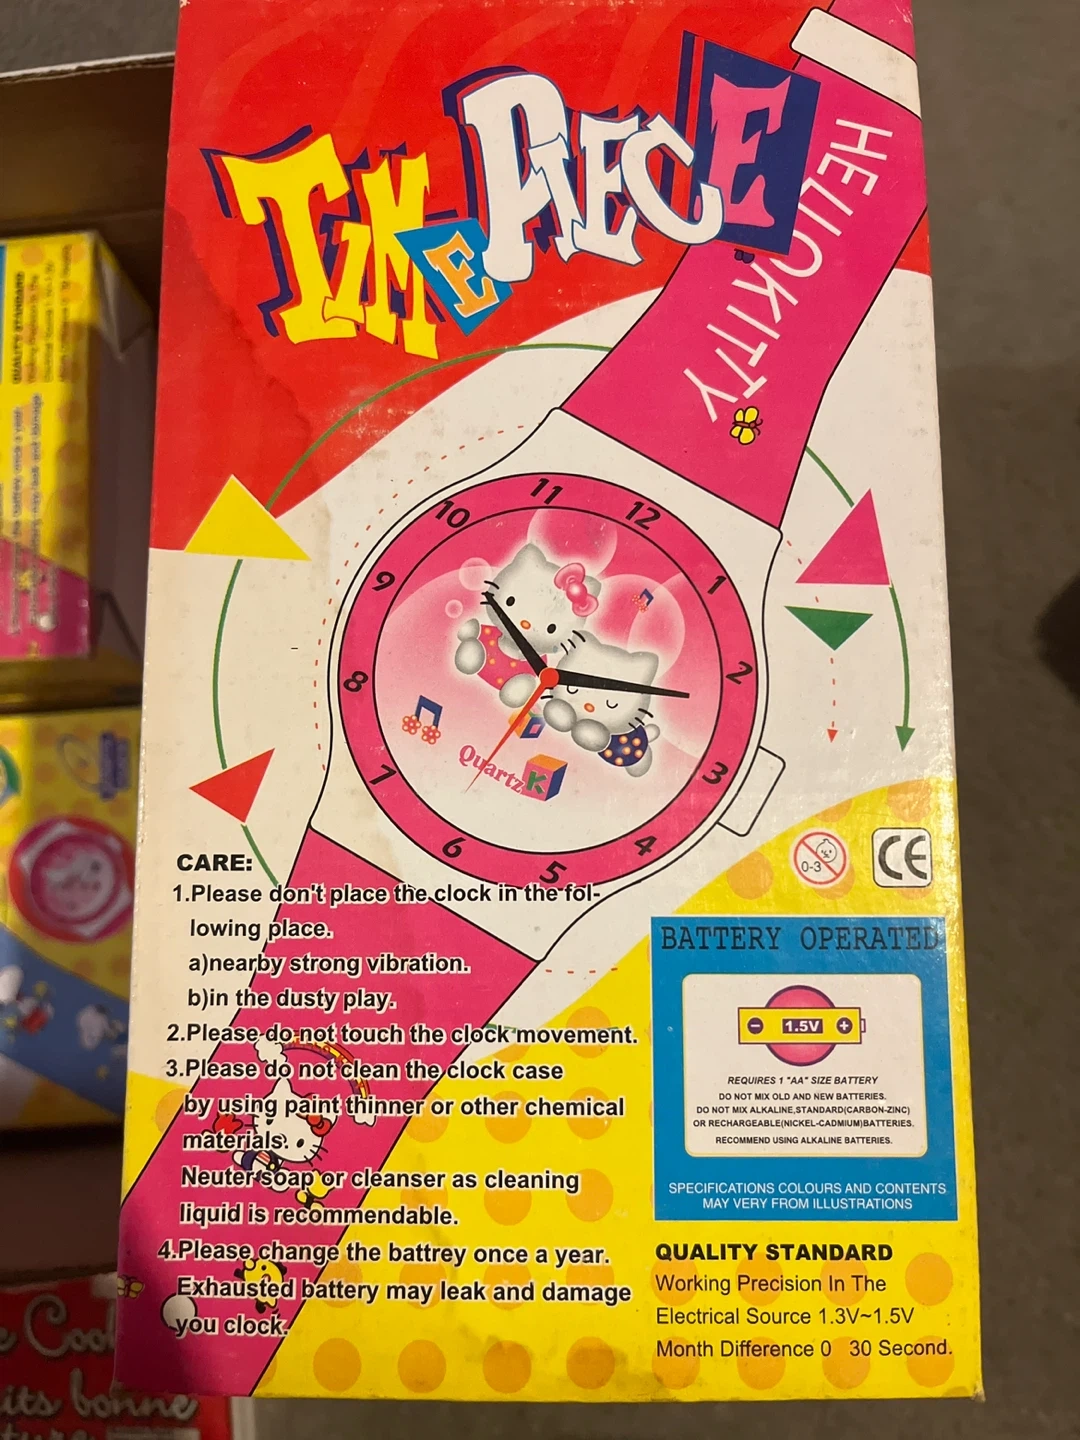 TIME PIECE
HELLOKITTY
11
12
10
1
9
2
8
3
7
4
6
5
Quartz
K
CARE:
1.Please don't place the clock in the fol-
lowing place.
a)nearby strong vibration.
b)in the dusty play.
2.Please do not touch the clock movement.
3.Please do not clean the clock case
by using paint thinner or other chemical
materials.
Neuter soap or cleanser as cleaning
liquid is recommendable.
4.Please change the battrey once a year.
Exhausted battery may leak and damage
you clock.
0-3
CE
BATTERY OPERATED
- 1.5V +
REQUIRES 1 "AA" SIZE BATTERY
DO NOT MIX OLD AND NEW BATTERIES.
DO NOT MIX ALKALINE,STANDARD(CARBON-ZINC)
OR RECHARGEABLE(NICKEL-CADMIUM)BATTERIES.
RECOMMEND USING ALKALINE BATTERIES.
SPECIFICATIONS COLOURS AND CONTENTS
MAY VERY FROM ILLUSTRATIONS
QUALITY STANDARD
Working Precision In The
Electrical Source 1.3V~1.5V
Month Difference 0 30 Second.
QUALITY STANDARD
its bonne